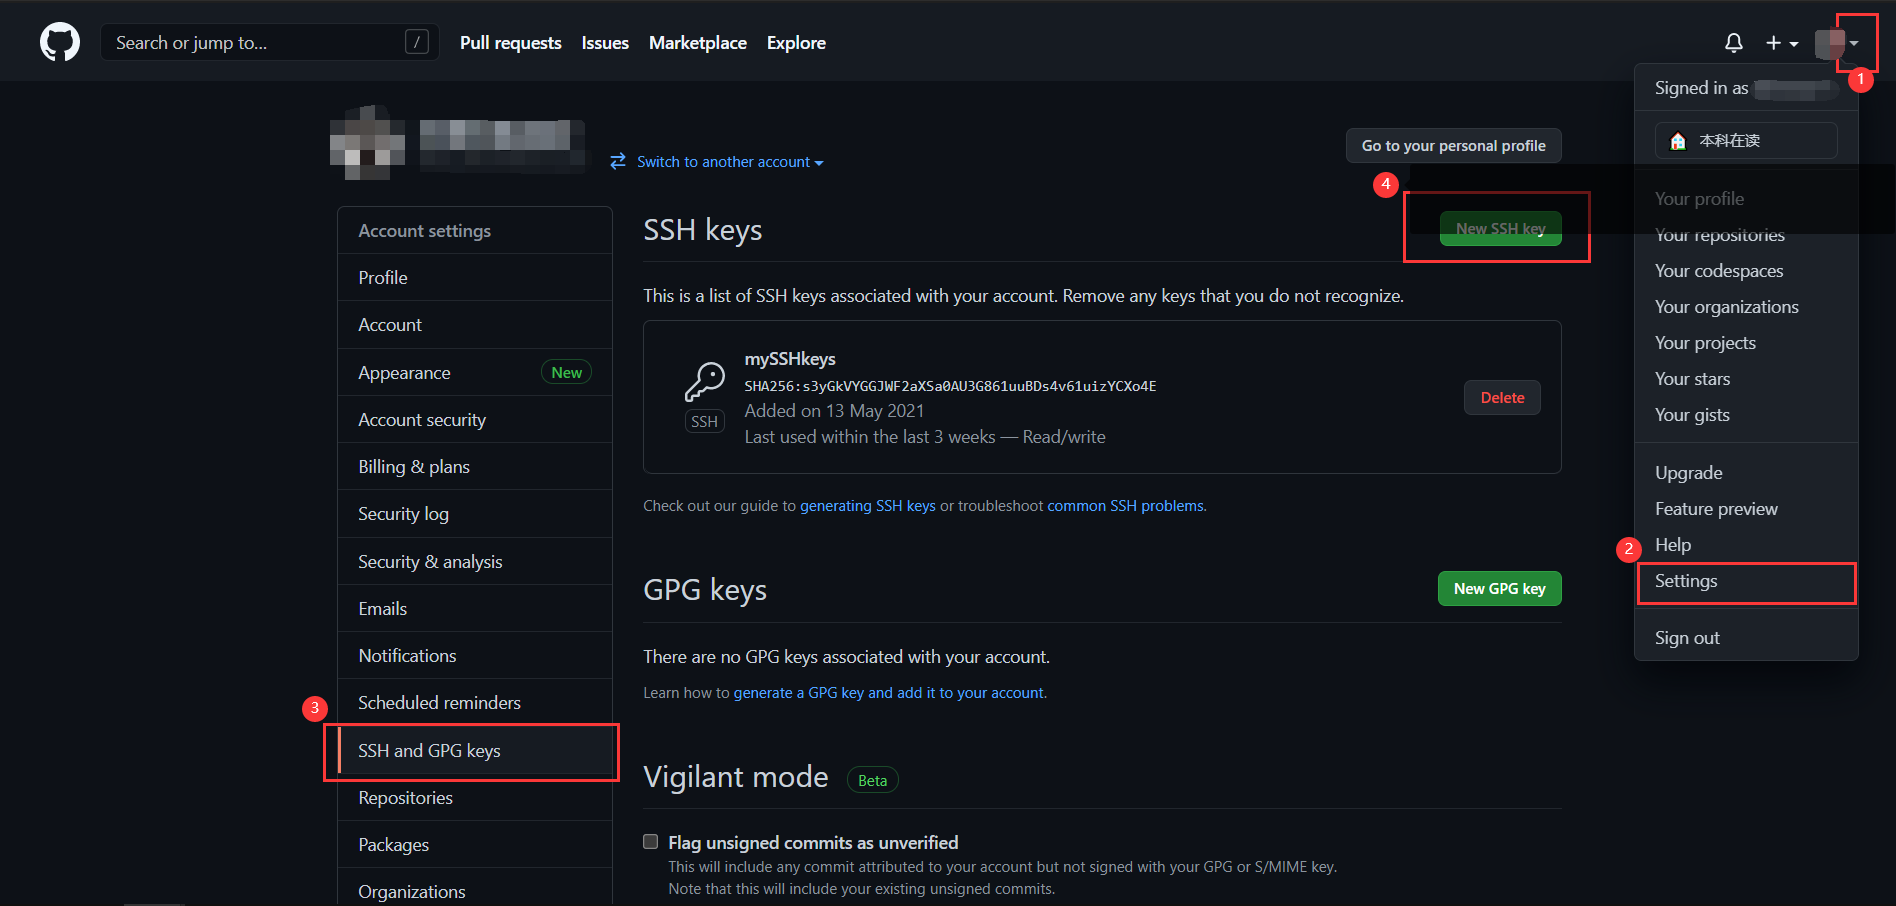 Search or jump to...
/
Pull requests
Issues
Marketplace
Explore
1
Signed in as
本科在读
Your profile
Your repositories
Your codespaces
Your organizations
Your projects
Your stars
Your gists
Upgrade
Feature preview
Help
2
Settings
Sign out
Switch to another account
Go to your personal profile
4
Account settings
Profile
Account
Appearance
New
Account security
Billing & plans
Security log
Security & analysis
Emails
Notifications
Scheduled reminders
3
SSH and GPG keys
Repositories
Packages
Organizations
SSH keys
New SSH key
This is a list of SSH keys associated with your account. Remove any keys that you do not recognize.
mySSHkeys
SHA256:s3yGkVYGGJWF2aXSa0AU3G861uuBDs4v61uizYCXo4E
SSH
Added on 13 May 2021
Last used within the last 3 weeks — Read/write
Delete
Check out our guide to generating SSH keys or troubleshoot common SSH problems.
GPG keys
New GPG key
There are no GPG keys associated with your account.
Learn how to generate a GPG key and add it to your account.
Vigilant mode
Beta
Flag unsigned commits as unverified
This will include any commit attributed to your account but not signed with your GPG or S/MIME key.
Note that this will include your existing unsigned commits.